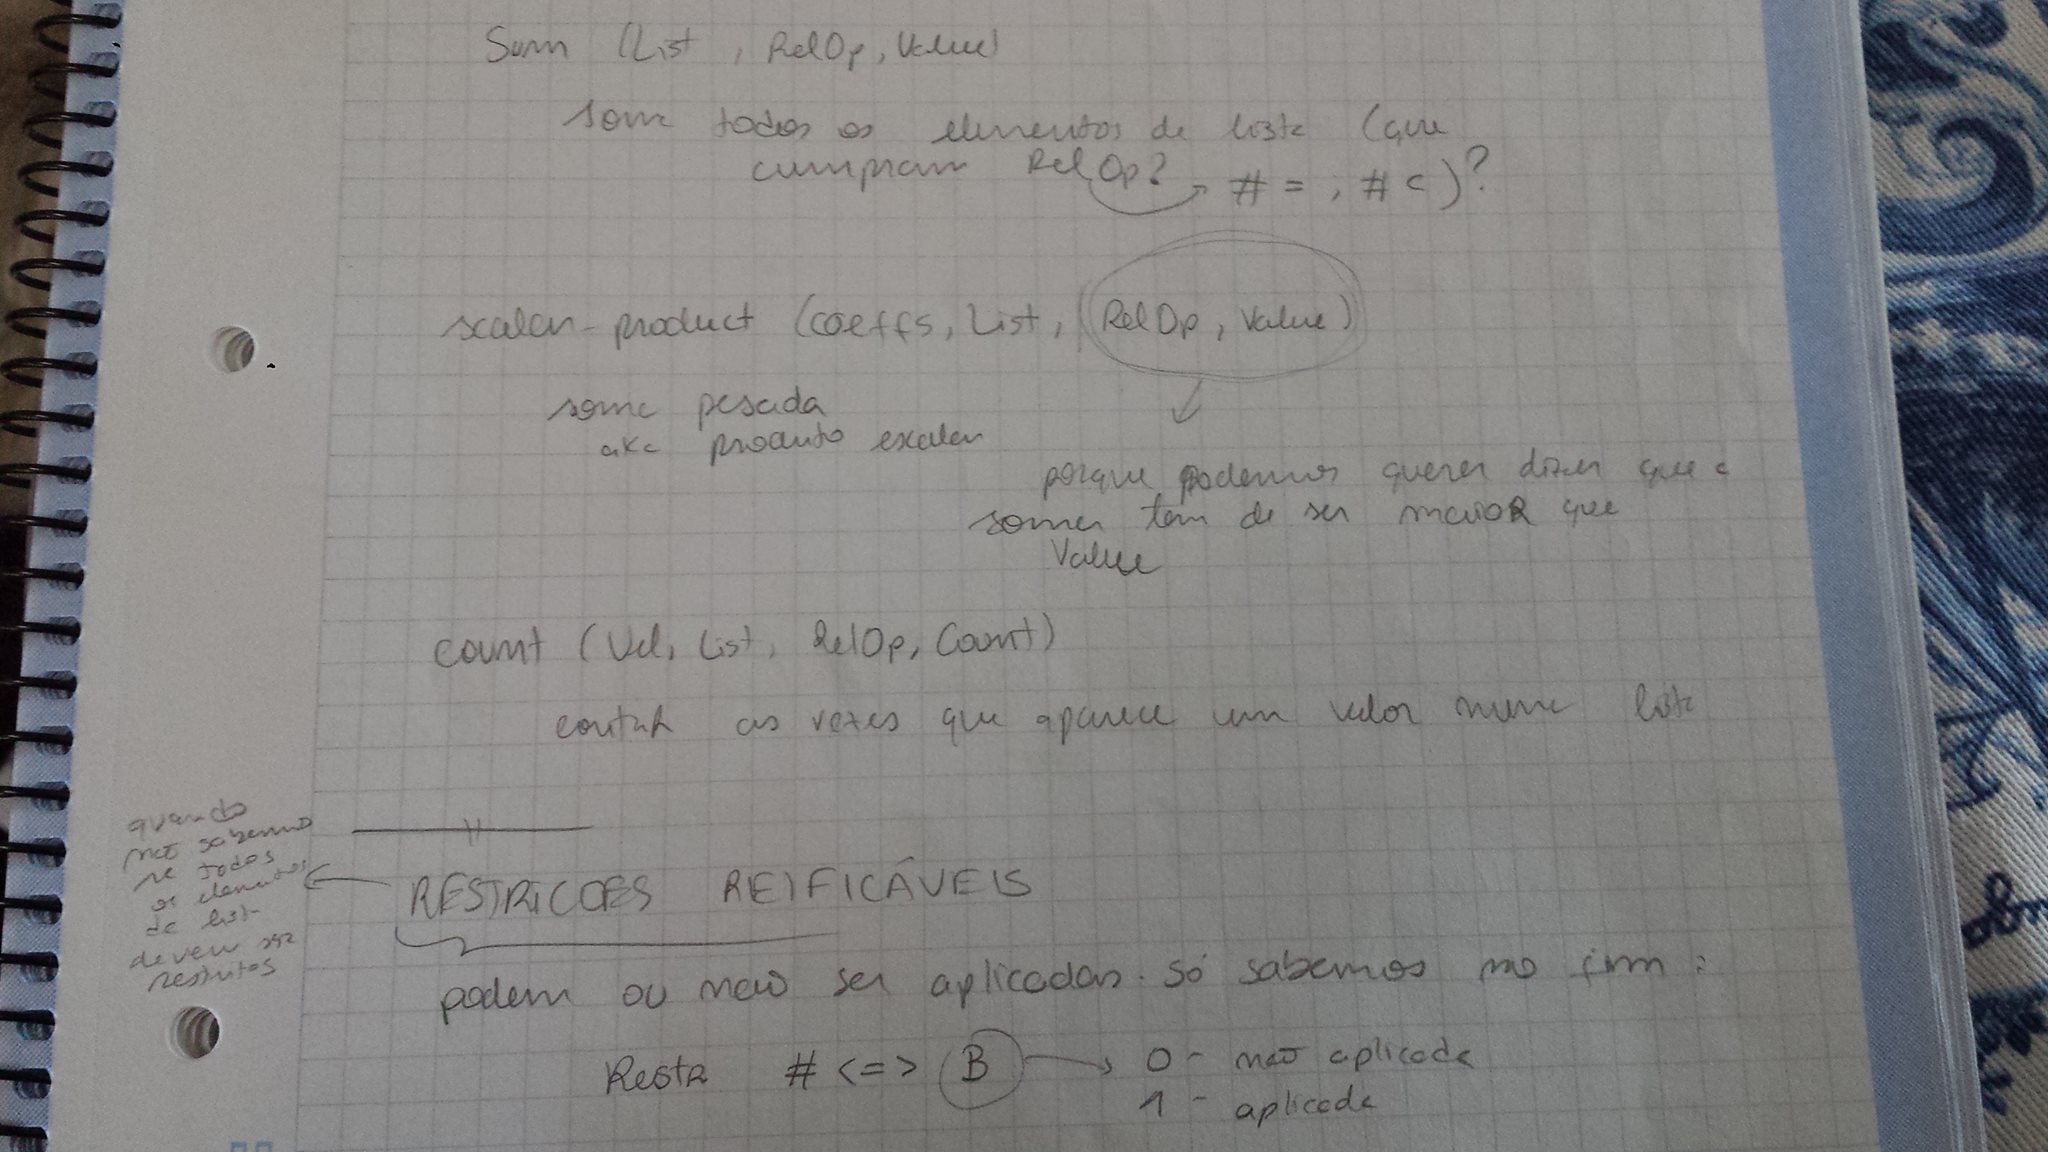 Sum (List, RelOp, Value)
soma todos os elementos da lista (que
cumpram RelOp? #= ; #<)?
scalar-product (coeffs, List, RelOp, Value)
soma pesada
aka produto escalar
porque podemos querer dizer que a
soma tem de ser maior que
Value
count (Val, List, RelOp, Count)
contar as vezes que aparece um valor numa lista
quando
não sabemos
se todos
os elementos
da list
devem ser
restritos
RESTRICOES REIFICÁVEIS
podem ou não ser aplicadas. só sabemos no fim:
Restr #<=> B 0 - não aplicada
1 - aplicada